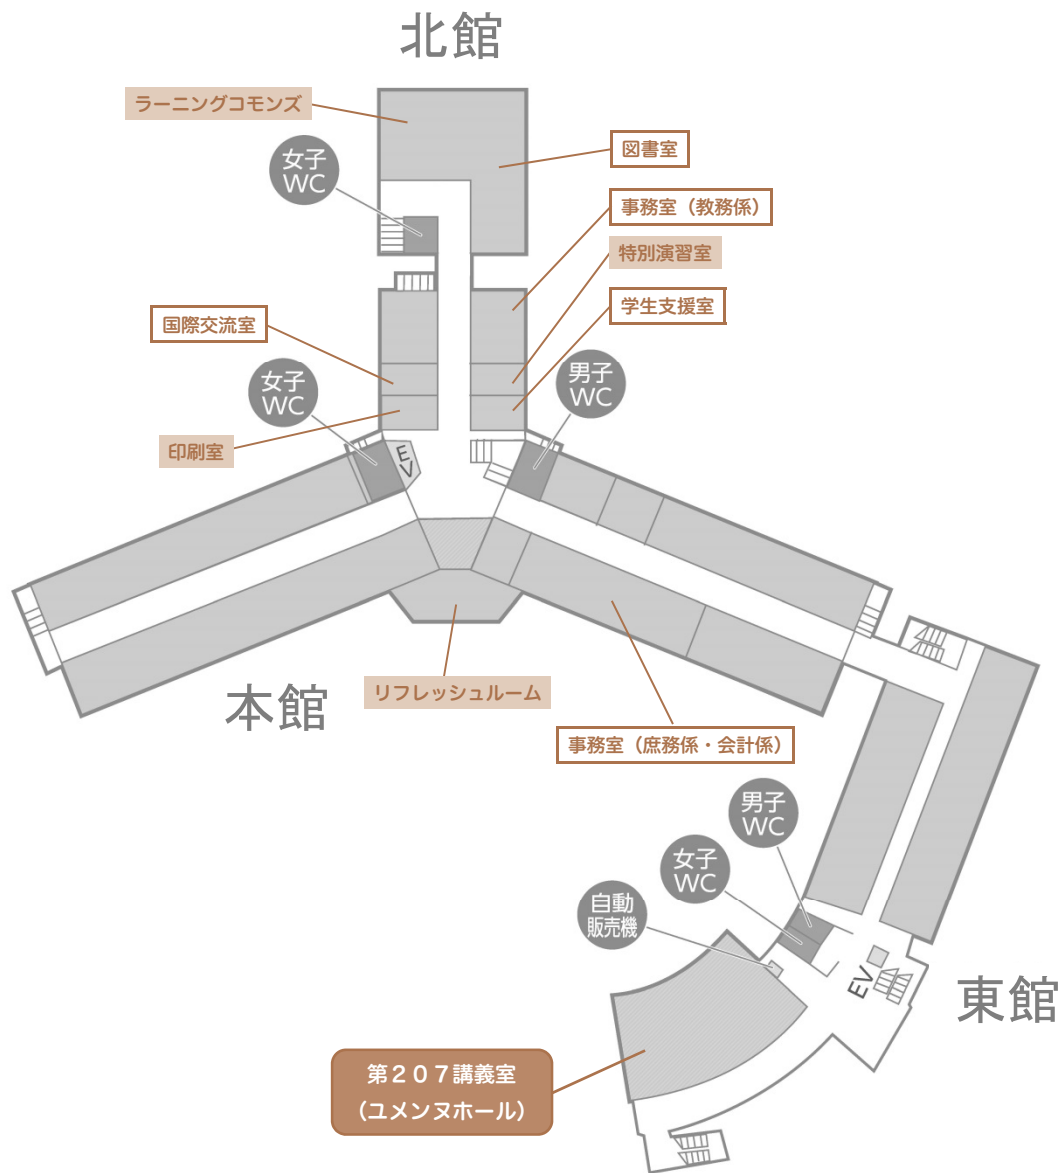 北館
ラーニングコモンズ
図書室
女子
WC
事務室（教務係）
特別演習室
学生支援室
国際交流室
女子
WC
男子
WC
印刷室
EV
リフレッシュルーム
本館
事務室（庶務係・会計係）
男子
WC
女子
WC
自動
販売機
EV
東館
第２０７講義室
（ユメンヌホール）